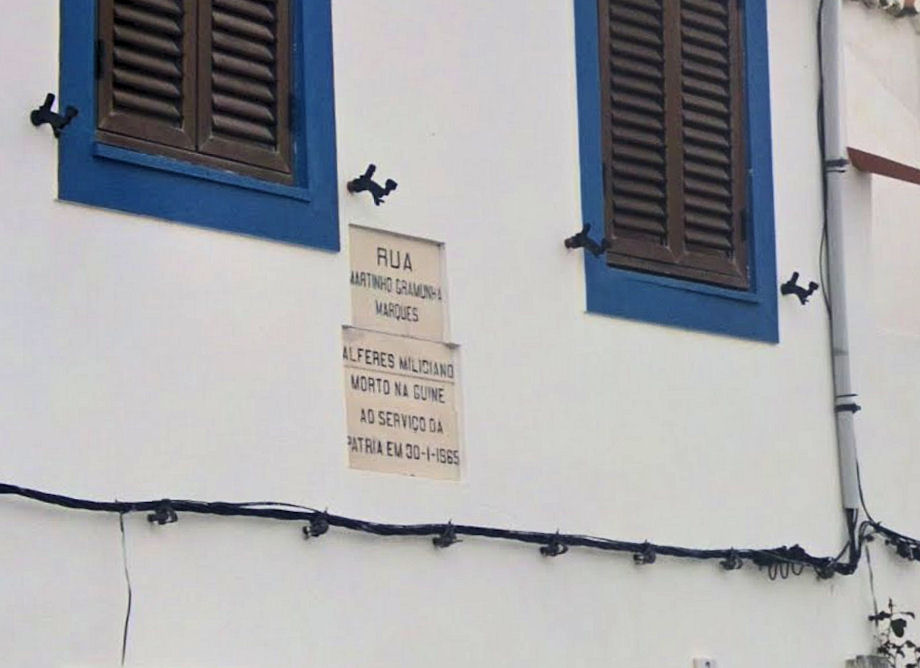 RUA
MARTINHO GRAMUNHA
MARQUES
ALFERES MILICIANO
MORTO NA GUINE
AO SERVIÇO DA
PATRIA EM 30-1-1965